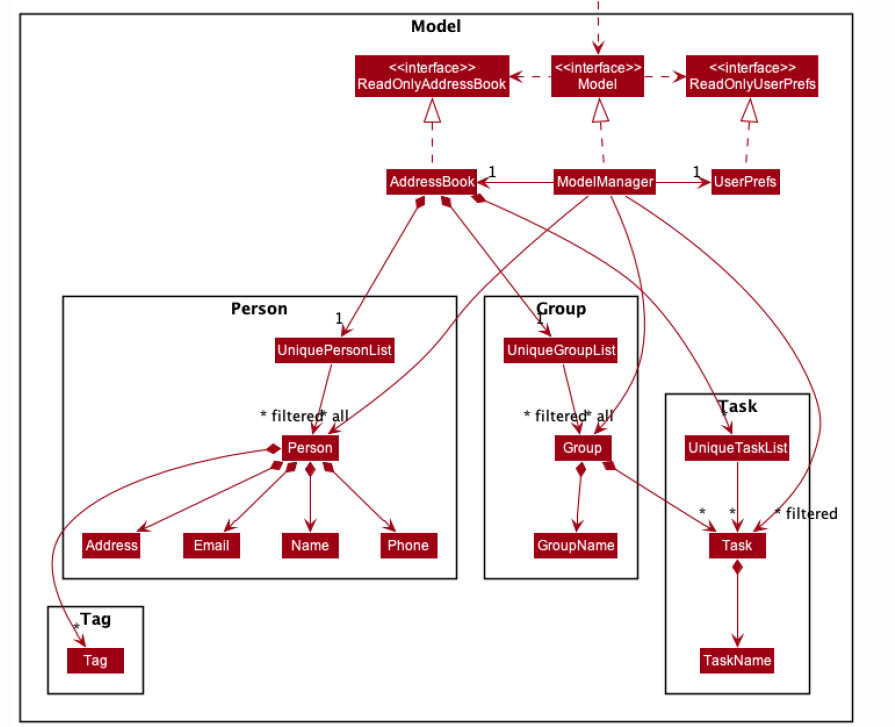 Model
<<interface>>
ReadOnlyAddressBook
<<interface>>
Model
<<interface>>
ReadOnlyUserPrefs
AddressBook
1
ModelManager
1
UserPrefs
Person
1
UniquePersonList
Group
1
UniqueGroupList
* filtered
* all
Person
* filtered
* all
Group
Task
UniqueTaskList
*
*
* filtered
Address
Email
Name
Phone
GroupName
Task
Tag
*
Tag
TaskName